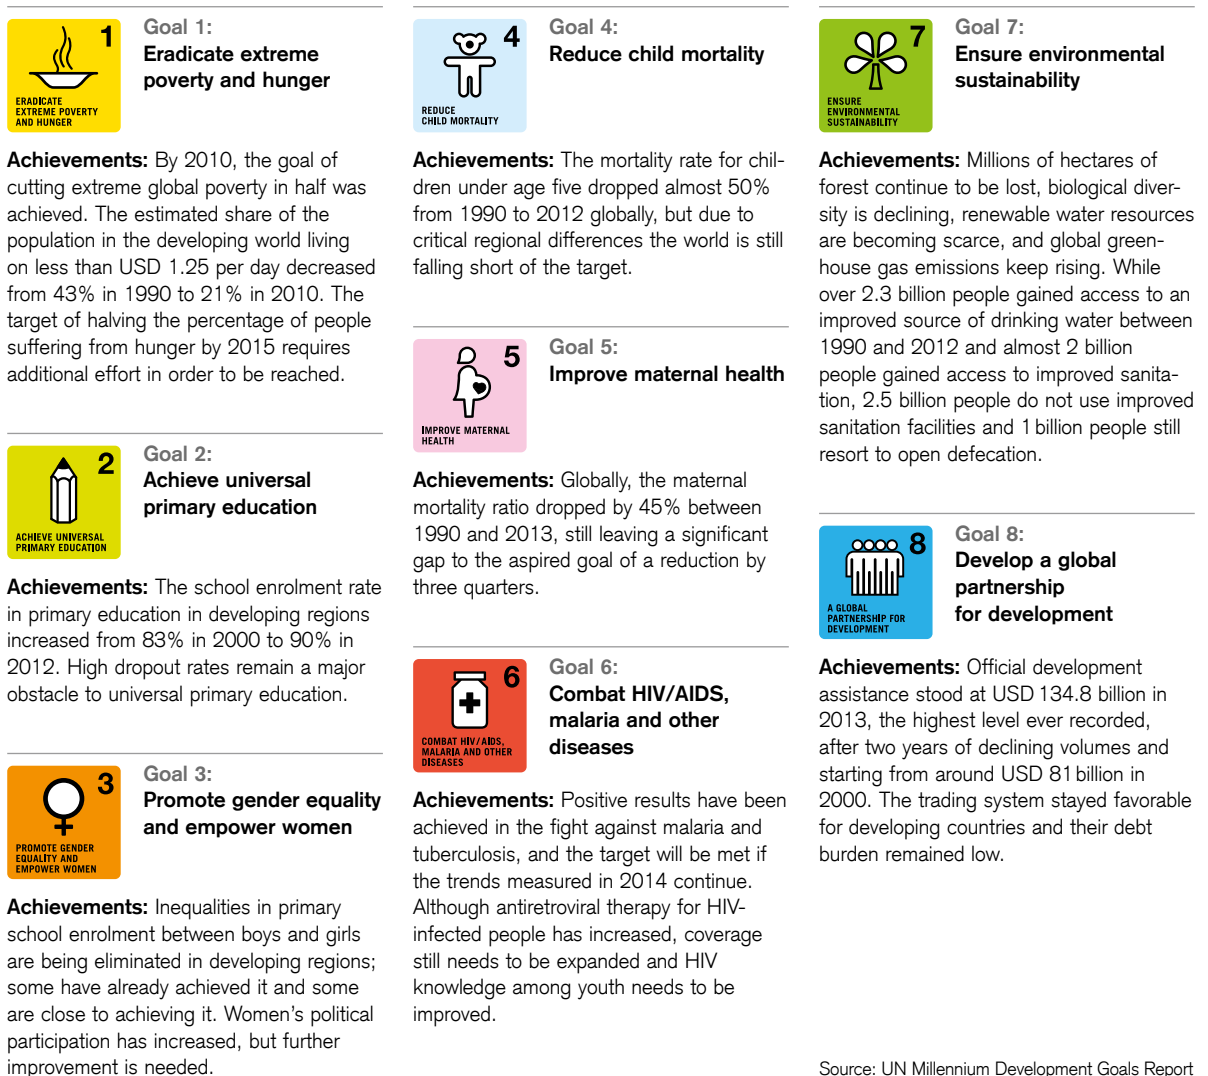 1
ERADICATE
EXTREME POVERTY
AND HUNGER
Goal 1:
Eradicate extreme
poverty and hunger
Achievements: By 2010, the goal of
cutting extreme global poverty in half was
achieved. The estimated share of the
population in the developing world living
on less than USD 1.25 per day decreased
from 43% in 1990 to 21% in 2010. The
target of halving the percentage of people
suffering from hunger by 2015 requires
additional effort in order to be reached.
2
ACHIEVE UNIVERSAL
PRIMARY EDUCATION
Goal 2:
Achieve universal
primary education
Achievements: The school enrolment rate
in primary education in developing regions
increased from 83% in 2000 to 90% in
2012. High dropout rates remain a major
obstacle to universal primary education.
3
PROMOTE GENDER
EQUALITY AND
EMPOWER WOMEN
Goal 3:
Promote gender equality
and empower women
Achievements: Inequalities in primary
school enrolment between boys and girls
are being eliminated in developing regions;
some have already achieved it and some
are close to achieving it. Women's political
participation has increased, but further
improvement is needed.
4
REDUCE
CHILD MORTALITY
Goal 4:
Reduce child mortality
Achievements: The mortality rate for chil-
dren under age five dropped almost 50%
from 1990 to 2012 globally, but due to
critical regional differences the world is still
falling short of the target.
5
IMPROVE MATERNAL
HEALTH
Goal 5:
Improve maternal health
Achievements: Globally, the maternal
mortality ratio dropped by 45% between
1990 and 2013, still leaving a significant
gap to the aspired goal of a reduction by
three quarters.
6
COMBAT HIV/AIDS,
MALARIA AND OTHER
DISEASES
Goal 6:
Combat HIV/AIDS,
malaria and other
diseases
Achievements: Positive results have been
achieved in the fight against malaria and
tuberculosis, and the target will be met if
the trends measured in 2014 continue.
Although antiretroviral therapy for HIV-
infected people has increased, coverage
still needs to be expanded and HIV
knowledge among youth needs to be
improved.
7
ENSURE
ENVIRONMENTAL
SUSTAINABILITY
Goal 7:
Ensure environmental
sustainability
Achievements: Millions of hectares of
forest continue to be lost, biological diver-
sity is declining, renewable water resources
are becoming scarce, and global green-
house gas emissions keep rising. While
over 2.3 billion people gained access to an
improved source of drinking water between
1990 and 2012 and almost 2 billion
people gained access to improved sanita-
tion, 2.5 billion people do not use improved
sanitation facilities and 1 billion people still
resort to open defecation.
8
A GLOBAL
PARTNERSHIP FOR
DEVELOPMENT
Goal 8:
Develop a global
partnership
for development
Achievements: Official development
assistance stood at USD 134.8 billion in
2013, the highest level ever recorded,
after two years of declining volumes and
starting from around USD 81 billion in
2000. The trading system stayed favorable
for developing countries and their debt
burden remained low.
Source: UN Millennium Development Goals Report